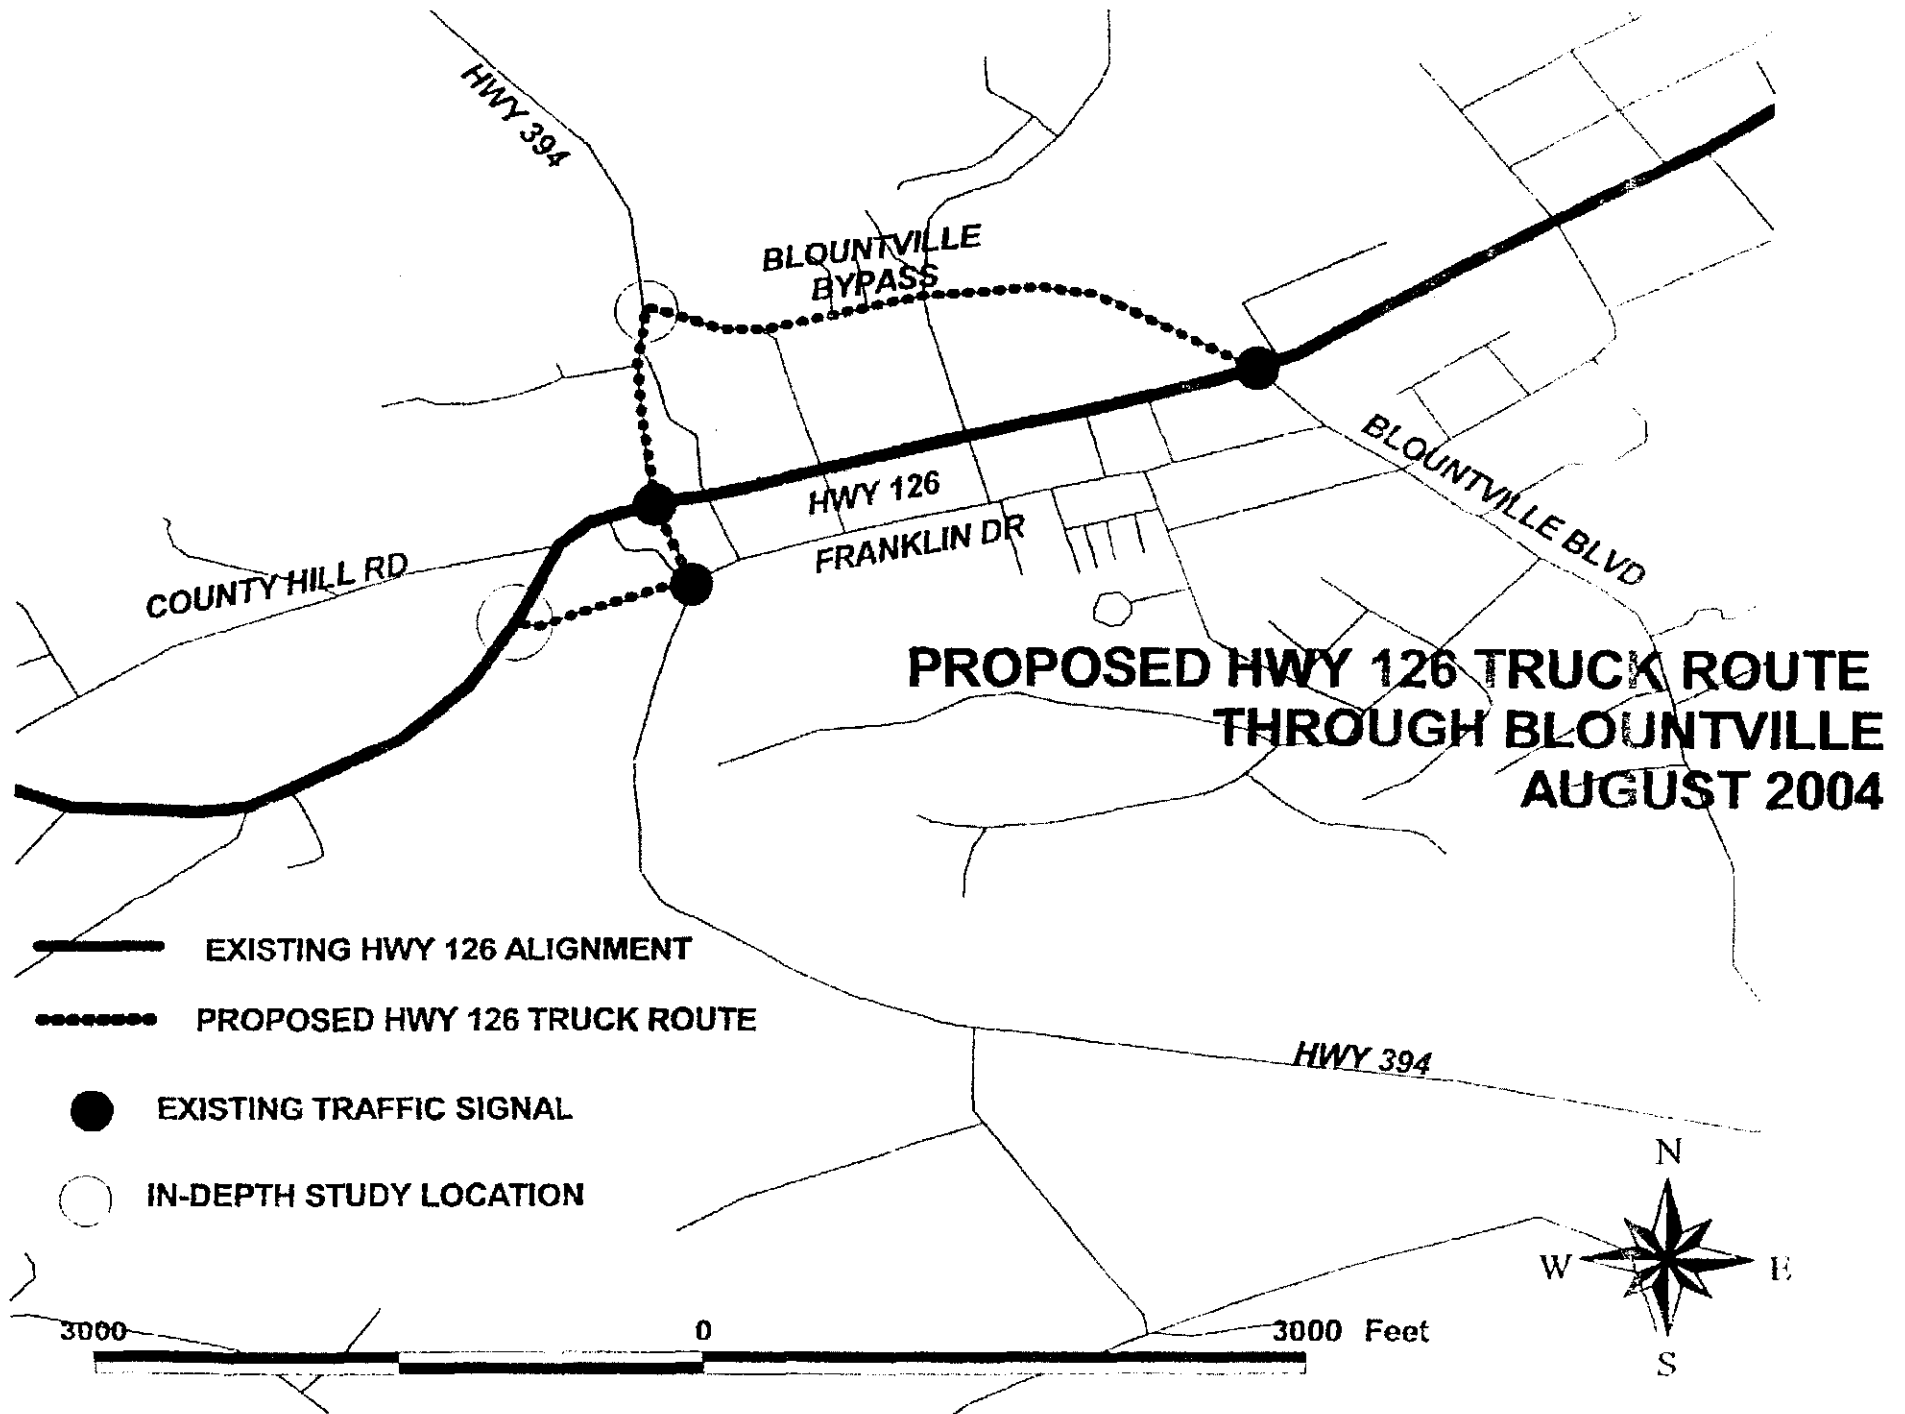 HWY 394
BLOUNTVILLE
BYPASS
HWY 126
FRANKLIN DR
BLOUNTVILLE BLVD
COUNTY HILL RD
PROPOSED HWY 126 TRUCK ROUTE
THROUGH BLOUNTVILLE
AUGUST 2004
EXISTING HWY 126 ALIGNMENT
PROPOSED HWY 126 TRUCK ROUTE
HWY 394
EXISTING TRAFFIC SIGNAL
IN-DEPTH STUDY LOCATION
N
W E
S
3000 0 3000 Feet